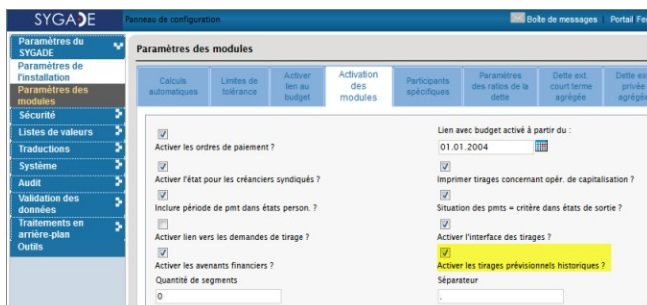 SYGADE
Panneau de configuration
Boîte de messages
Portail Fe
Paramètres du SYGADE
Paramètres de l'installation
Paramètres des modules
Sécurité
Listes de valeurs
Traductions
Système
Audit
Validation des données
Traitements en arrière-plan
Outils
Paramètres des modules
Calculs automatiques
Limites de tolérance
Activer lien au budget
Activation des modules
Participants spécifiques
Paramètres des ratios de la dette
Dette ext. court terme agrégée
Dette ext. privée agrégée
Lien avec budget activé à partir du :
Activer les ordres de paiement ?
01.01.2004
Activer l'état pour les créanciers syndiqués ?
Imprimer tirages concernant opér. de capitalisation ?
Inclure période de pmt dans états person. ?
Situation des pmts = critère dans états de sortie ?
Activer lien vers les demandes de tirage ?
Activer l'interface des tirages ?
Activer les avenants financiers ?
Activer les tirages prévisionnels historiques ?
Quantité de segments
Séparateur
0
.